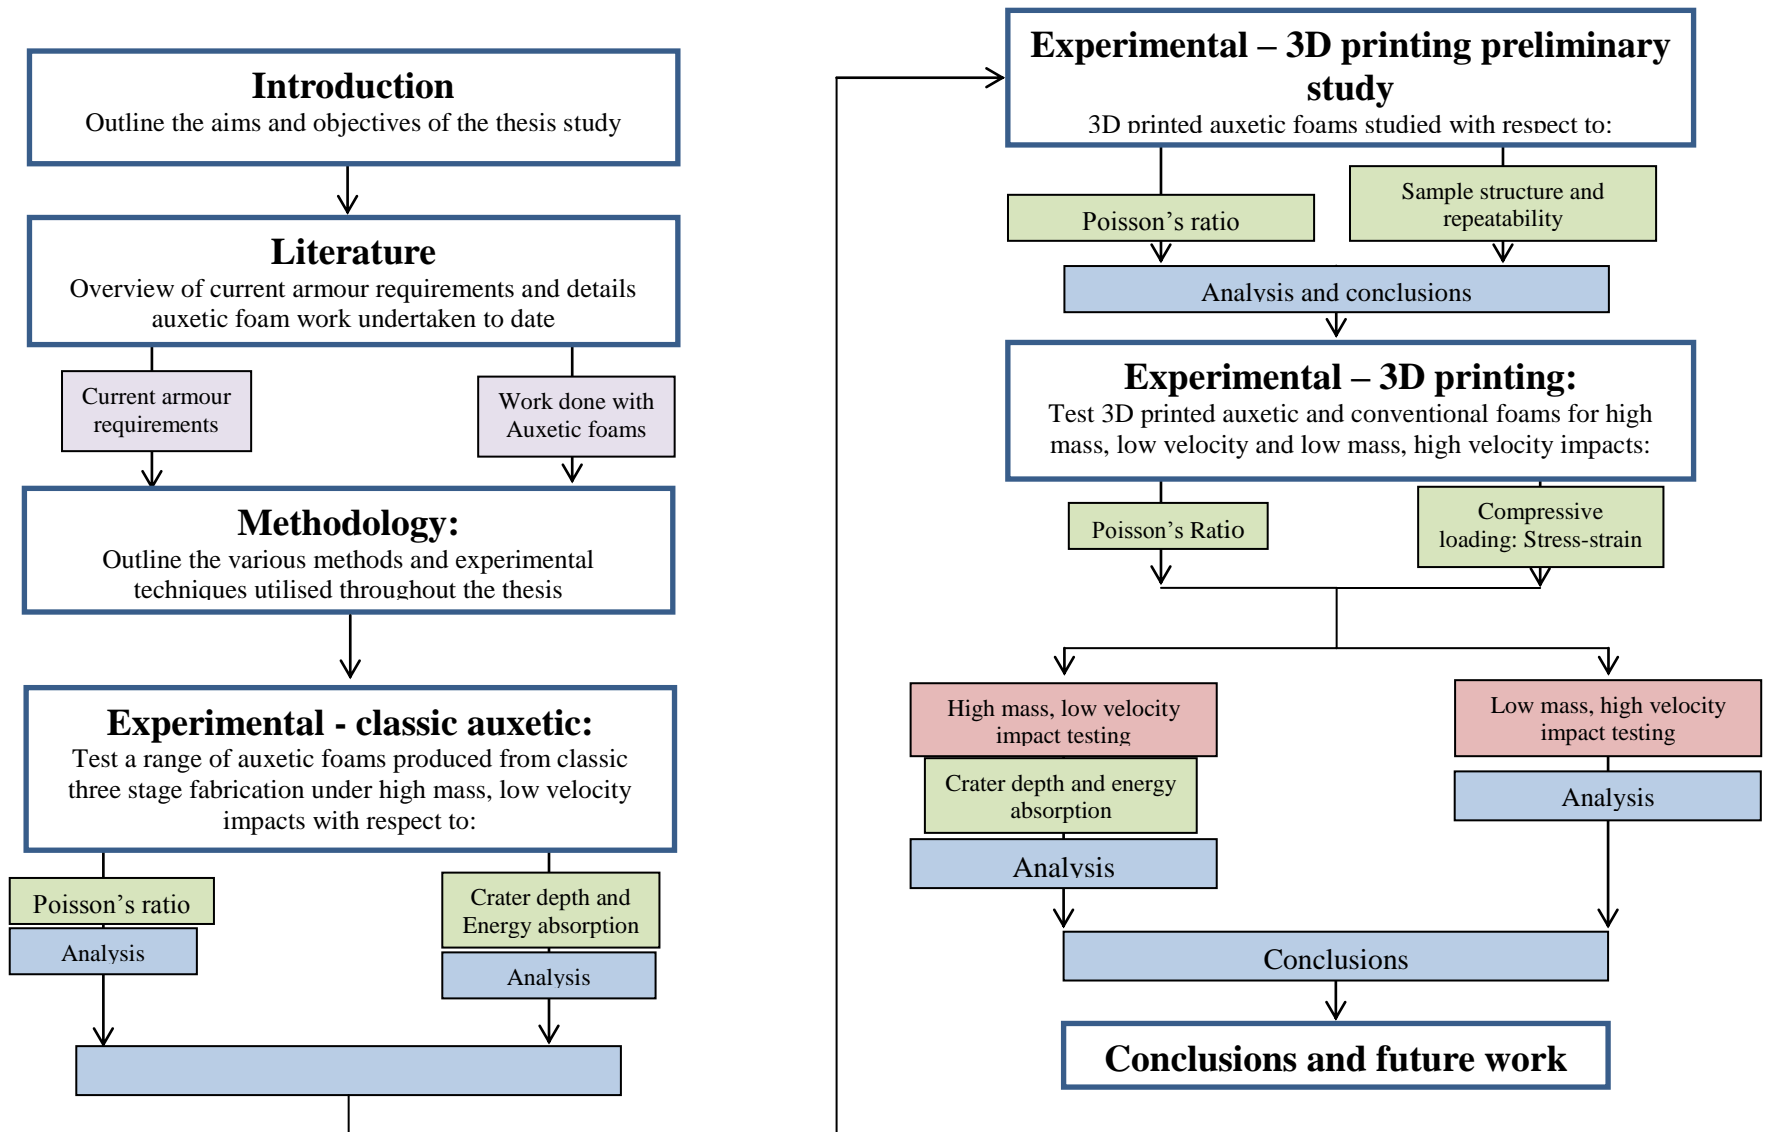 Introduction
Outline the aims and objectives of the thesis study
Literature
Overview of current armour requirements and details
auxetic foam work undertaken to date
Current armour
requirements
Work done with
Auxetic foams
Methodology:
Outline the various methods and experimental
techniques utilised throughout the thesis
Experimental - classic auxetic:
Test a range of auxetic foams produced from classic
three stage fabrication under high mass, low velocity
impacts with respect to:
Poisson’s ratio
Analysis
Crater depth and
Energy absorption
Analysis
Experimental – 3D printing preliminary
study
3D printed auxetic foams studied with respect to:
Poisson’s ratio
Sample structure and
repeatability
Analysis and conclusions
Experimental – 3D printing:
Test 3D printed auxetic and conventional foams for high
mass, low velocity and low mass, high velocity impacts:
Poisson’s Ratio
Compressive
loading: Stress-strain
High mass, low velocity
impact testing
Crater depth and energy
absorption
Analysis
Low mass, high velocity
impact testing
Analysis
Conclusions
Conclusions and future work